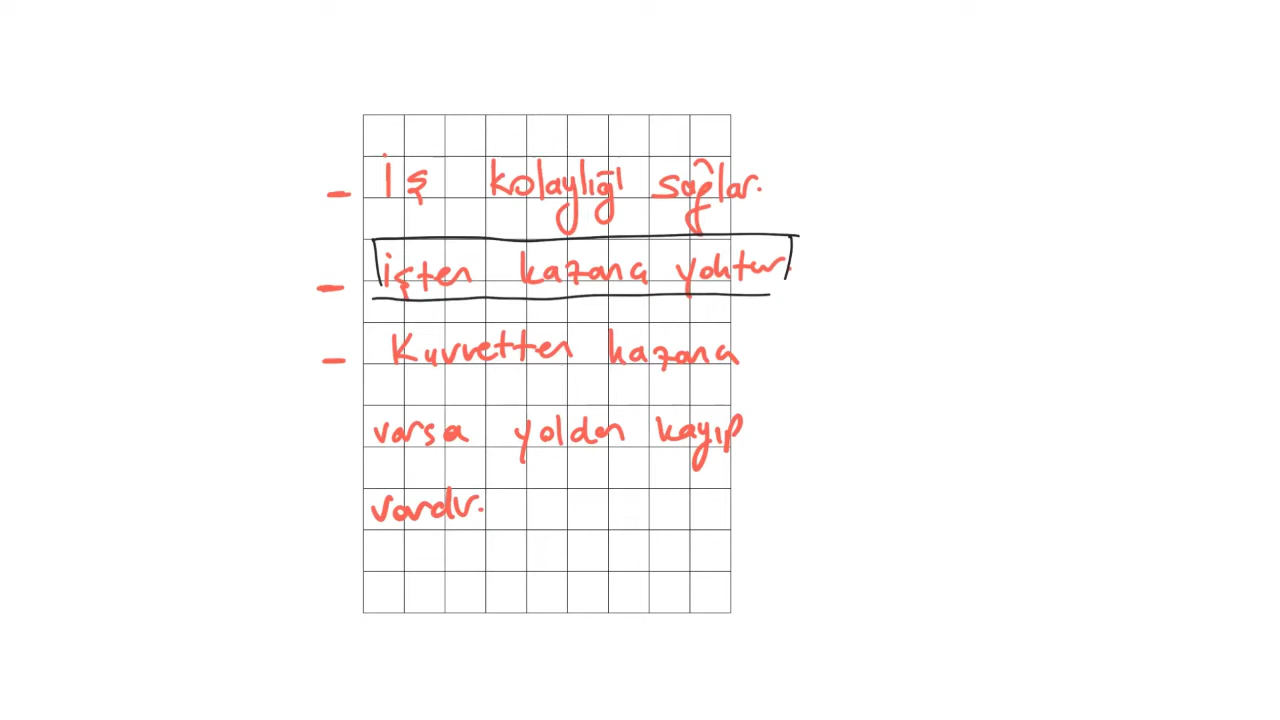 - İş kolaylığı sağlar.
- İşten kazanç yoktur.
- Kuvvetten kazanç
varsa yoldan kayıp
vardır.